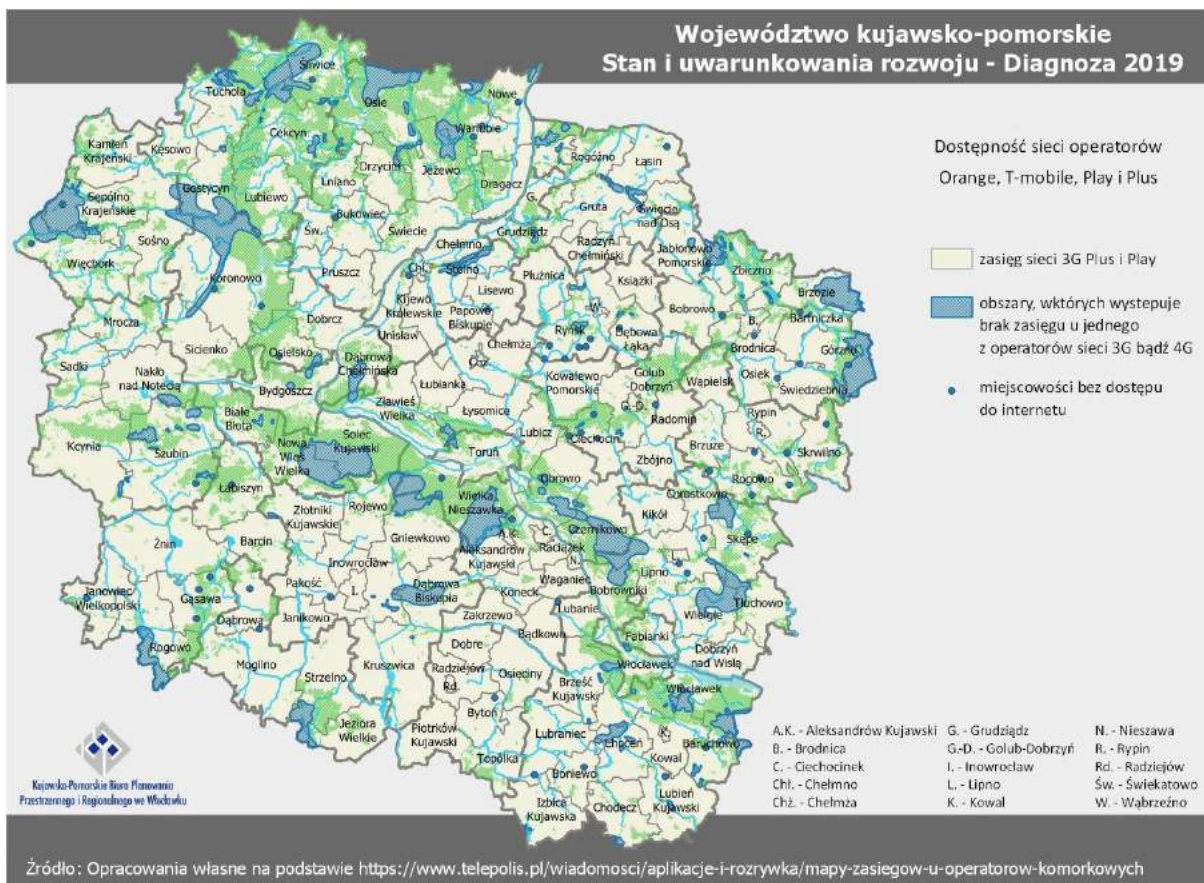 Województwo kujawsko-pomorskie
Stan i uwarunkowania rozwoju - Diagnoza 2019
Dostępność sieci operatorów
Orange, T-mobile, Play i Plus
zasięg sieci 3G Plus i Play
obszary, wktórych wystepuje
brak zasięgu u jednego
z operatorów sieci 3G bądź 4G
miejscowości bez dostępu
do internetu
Śliwice
Tuchola
Osie
Nowe
Cekcyn
Warlubie
Kamień
Krajeński
Kęsowo
Drzycim
Jeżewo
Rogóźno
Łasin
Lniano
Dragacz
G.
Gostycyn
Lubiewo
Sępólno
Krajeńskie
Bukowiec
Gruta
Świecie
nad Osą
Św.
Świecie
Grudziądz
Sośno
Chełmno
Radzyń
Chełmiński
Jabłonowo
Pomorskie
Więcbork
Koronowo
Pruszcz
Chł.
Stolno
Płużnica
Książki
Zbiczno
Lisewo
Brzozie
Kijewo
Królewskie
Papowo
Biskupie
W.
Bobrowo
B.
Bartniczka
Mrocza
Dobrcz
Unisław
Ryńsk
Dębowa
Łąka
Sicienko
Chełmża
Brodnica
Górzno
Osielsko
Dąbrowa
Chełmińska
Chż.
Osiek
Sadki
Nakło
nad Notecią
Golub
Dobrzyń
Wąpielsk
Świedziebnia
Bydgoszcz
Łubianka
Kowalewo
Pomorskie
G.-D.
Zławieś
Wielka
Łysomice
Radomin
Rypin
R.
Białe
Błota
Lubicz
Kcynia
Solec
Kujawski
Ciechocin
Brzuze
Skrwilno
Szubin
Nowa
Wieś
Wielka
Toruń
Zbójno
Łabiszyn
Obrowo
Rogowo
Wielka
Nieszawka
Chrostkowo
Złotniki
Kujawskie
Rojewo
Czernikowo
Kikół
Gniewkowo
A.K.
C.
Raciążek
Skępe
Żnin
Barcin
Aleksandrów
Kujawski
N.
L.
Inowrocław
Lipno
Pakość
Waganiec
Janowiec
Wielkopolski
Gąsawa
I.
Dąbrowa
Biskupia
Koneck
Bobrowniki
Tłuchowo
Janikowo
Lubanie
Wielgie
Dąbrowa
Zakrzewo
Fabianki
Rogowo
Bądkowo
Dobrzyń
nad Wisłą
Mogilno
Dobre
Kruszwica
Włocławek
Strzelno
Radziejów
Osięciny
Rd.
Brześć
Kujawski
Włocławek
Jeziora
Wielkie
Bytoń
Piotrków
Kujawski
Lubraniec
K.
Choceń
Baruchowo
Topólka
Kowal
Boniewo
Izbica
Kujawska
Chodecz
Lubień
Kujawski
A.K. - Aleksandrów Kujawski
B. - Brodnica
C. - Ciechocinek
Chł. - Chełmno
Chż. - Chełmża
G. - Grudziądz
G.-D. - Golub-Dobrzyń
I. - Inowrocław
L. - Lipno
K. - Kowal
N. - Nieszawa
R. - Rypin
Rd. - Radziejów
Św. - Świekatowo
W. - Wąbrzeźno
Kujawsko-Pomorskie Biuro Planowania
Przestrzennego i Regionalnego we Włocławku
Źródło: Opracowania własne na podstawie https://www.telepolis.pl/wiadomosci/aplikacje-i-rozrywka/mapy-zasiegow-u-operatorow-komorkowych